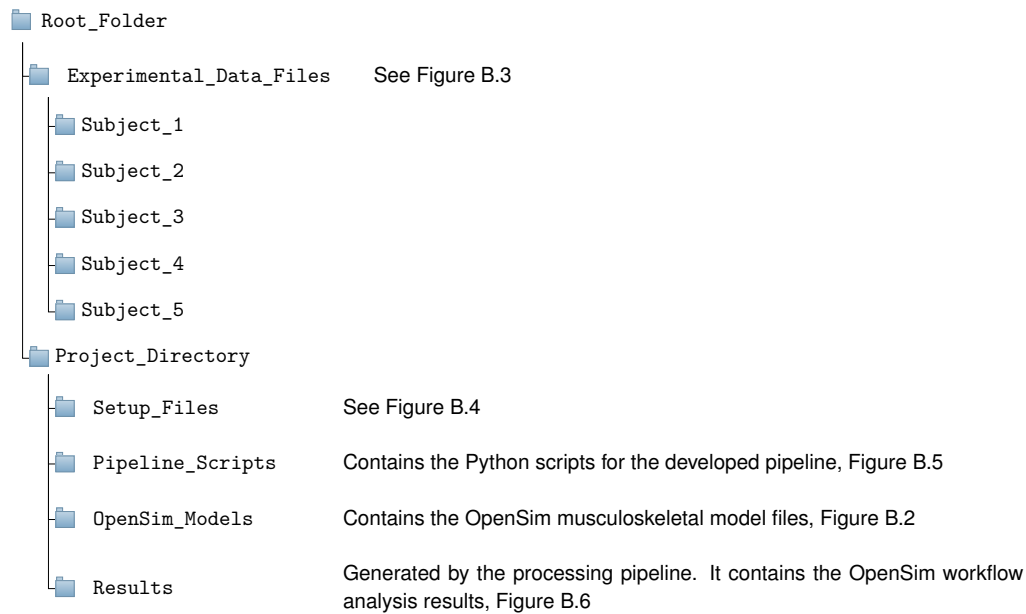 Root_Folder
Experimental_Data_Files See Figure B.3
Subject_1
Subject_2
Subject_3
Subject_4
Subject_5
Project_Directory
Setup_Files See Figure B.4
Pipeline_Scripts Contains the Python scripts for the developed pipeline, Figure B.5
OpenSim_Models Contains the OpenSim musculoskeletal model files, Figure B.2
Results Generated by the processing pipeline. It contains the OpenSim workflow
analysis results, Figure B.6